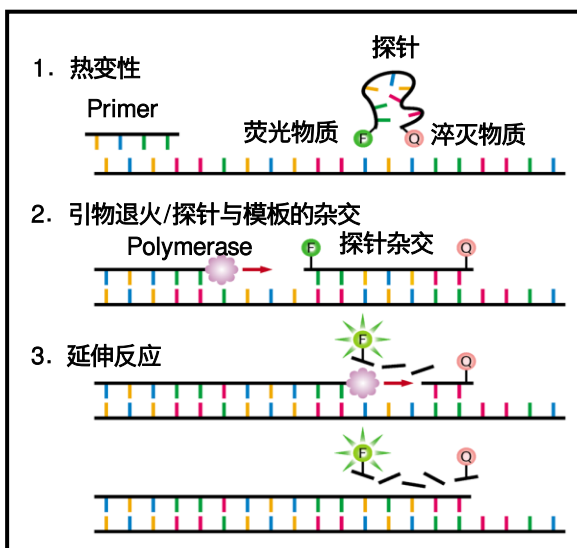 探针
1. 热变性
Primer
荧光物质
F
Q
淬灭物质
2. 引物退火/探针与模板的杂交
Polymerase
F
探针杂交
Q
3. 延伸反应
F
Q
F
Q